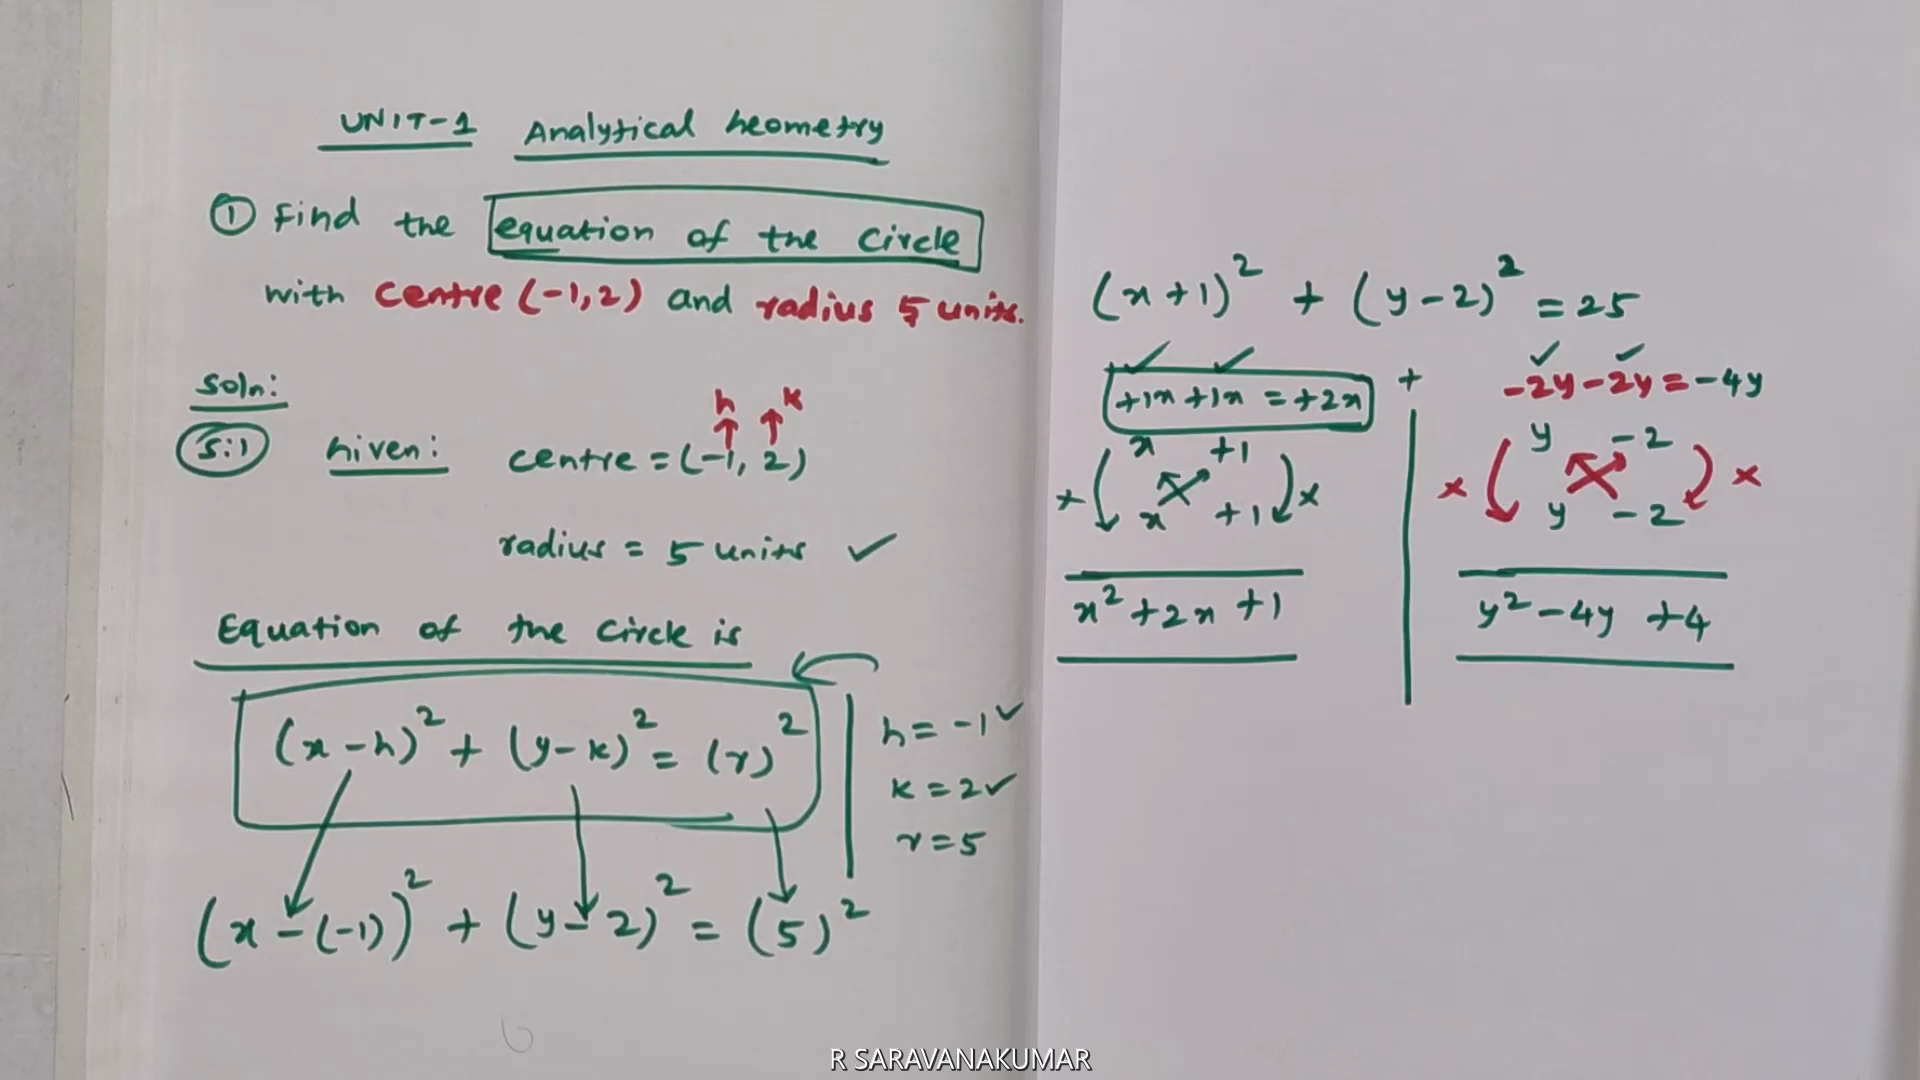 UNIT-1 Analytical Geometry
① Find the equation of the circle
with centre (-1,2) and radius 5 units.
Soln:
S:1 Given: centre = (-1, 2)
h k
radius = 5 units ✓
Equation of the circle is
(x-h)² + (y-k)² = (r)²
h = -1 ✓
k = 2 ✓
r = 5
(x-(-1))² + (y-2)² = (5)²
(x+1)² + (y-2)² = 25
+1x +1x = +2x + -2y-2y = -4y
x +1
x +1
× ×
y -2
y -2
× ×
x² +2x +1
y² -4y +4
R SARAVANAKUMAR